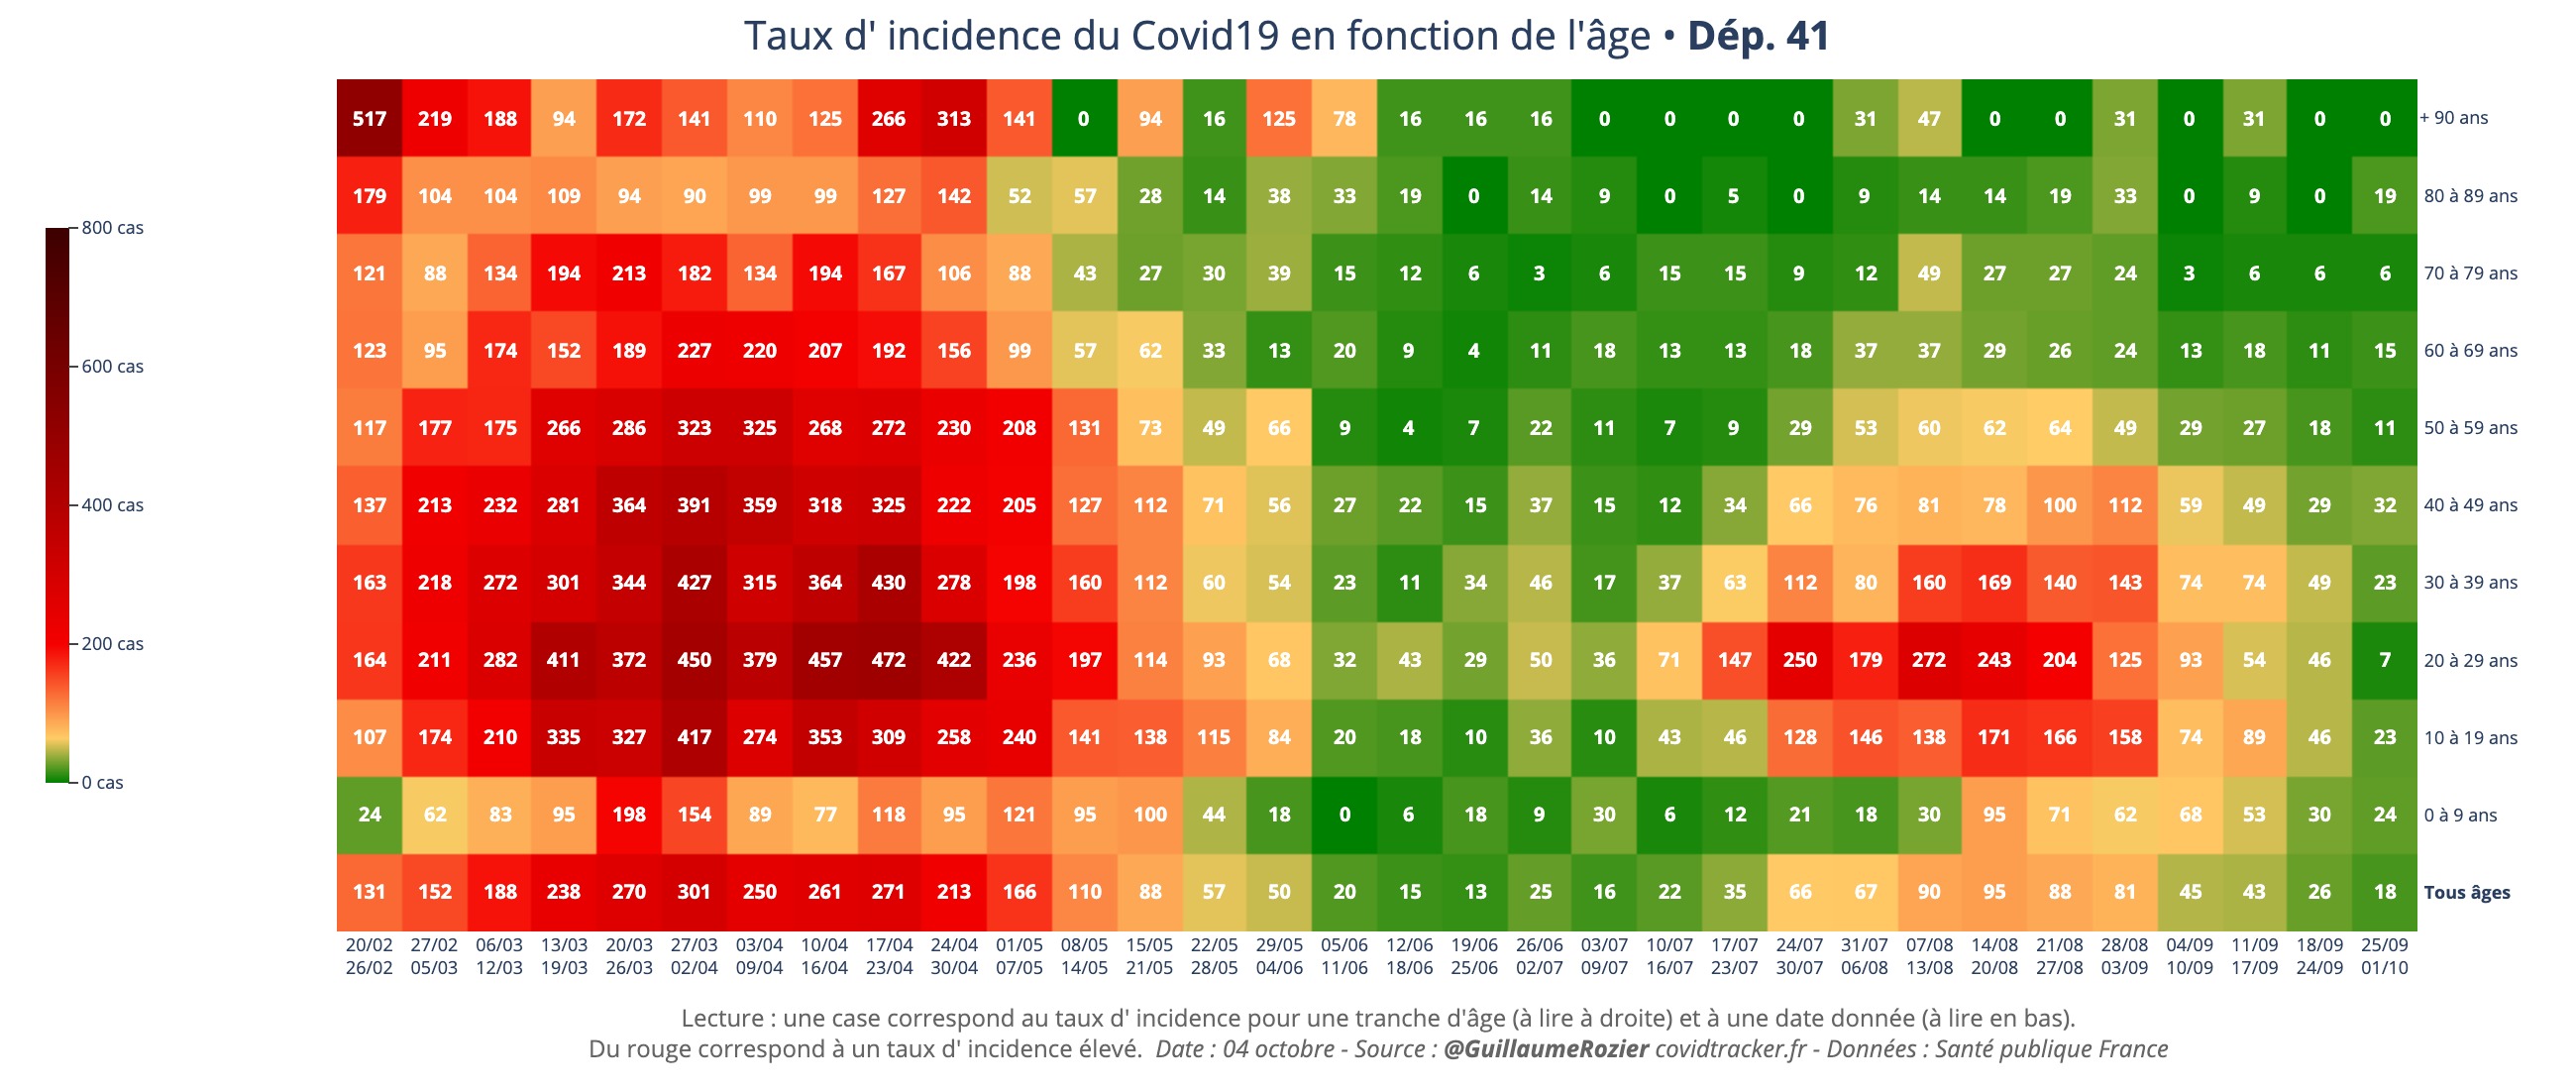 Taux d' incidence du Covid19 en fonction de l'âge • Dép. 41
800 cas
600 cas
400 cas
200 cas
0 cas
517 219 188 94 172 141 110 125 266 313 141 0 94 16 125 78 16 16 16 0 0 0 0 31 47 0 0 31 0 31 0 0 + 90 ans
179 104 104 109 94 90 99 99 127 142 52 57 28 14 38 33 19 0 14 9 0 5 0 9 14 14 19 33 0 9 0 19 80 à 89 ans
121 88 134 194 213 182 134 194 167 106 88 43 27 30 39 15 12 6 3 6 15 15 9 12 49 27 27 24 3 6 6 6 70 à 79 ans
123 95 174 152 189 227 220 207 192 156 99 57 62 33 13 20 9 4 11 18 13 13 18 37 37 29 26 24 13 18 11 15 60 à 69 ans
117 177 175 266 286 323 325 268 272 230 208 131 73 49 66 9 4 7 22 11 7 9 29 53 60 62 64 49 29 27 18 11 50 à 59 ans
137 213 232 281 364 391 359 318 325 222 205 127 112 71 56 27 22 15 37 15 12 34 66 76 81 78 100 112 59 49 29 32 40 à 49 ans
163 218 272 301 344 427 315 364 430 278 198 160 112 60 54 23 11 34 46 17 37 63 112 80 160 169 140 143 74 74 49 23 30 à 39 ans
164 211 282 411 372 450 379 457 472 422 236 197 114 93 68 32 43 29 50 36 71 147 250 179 272 243 204 125 93 54 46 7 20 à 29 ans
107 174 210 335 327 417 274 353 309 258 240 141 138 115 84 20 18 10 36 10 43 46 128 146 138 171 166 158 74 89 46 23 10 à 19 ans
24 62 83 95 198 154 89 77 118 95 121 95 100 44 18 0 6 18 9 30 6 12 21 18 30 95 71 62 68 53 30 24 0 à 9 ans
131 152 188 238 270 301 250 261 271 213 166 110 88 57 50 20 15 13 25 16 22 35 66 67 90 95 88 81 45 43 26 18 Tous âges
20/02 27/02 06/03 13/03 20/03 27/03 03/04 10/04 17/04 24/04 01/05 08/05 15/05 22/05 29/05 05/06 12/06 19/06 26/06 03/07 10/07 17/07 24/07 31/07 07/08 14/08 21/08 28/08 04/09 11/09 18/09 25/09
26/02 05/03 12/03 19/03 26/03 02/04 09/04 16/04 23/04 30/04 07/05 14/05 21/05 28/05 04/06 11/06 18/06 25/06 02/07 09/07 16/07 23/07 30/07 06/08 13/08 20/08 27/08 03/09 10/09 17/09 24/09 01/10
Lecture : une case correspond au taux d' incidence pour une tranche d'âge (à lire à droite) et à une date donnée (à lire en bas).
Du rouge correspond à un taux d' incidence élevé. Date : 04 octobre - Source : @GuillaumeRozier covidtracker.fr - Données : Santé publique France